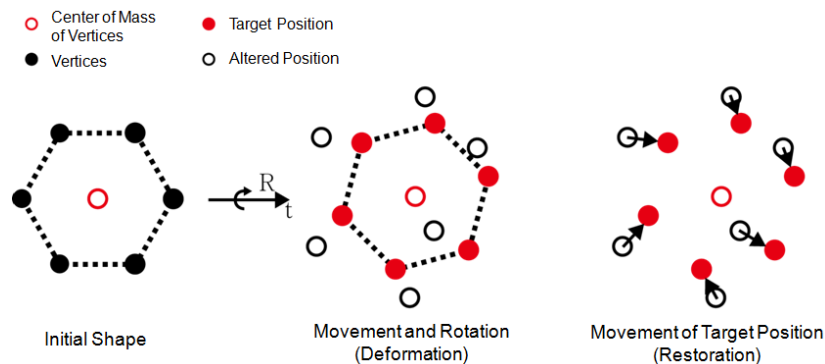 Center of Mass
of Vertices
Target Position
Vertices
Altered Position
R
t
Initial Shape
Movement and Rotation
(Deformation)
Movement of Target Position
(Restoration)